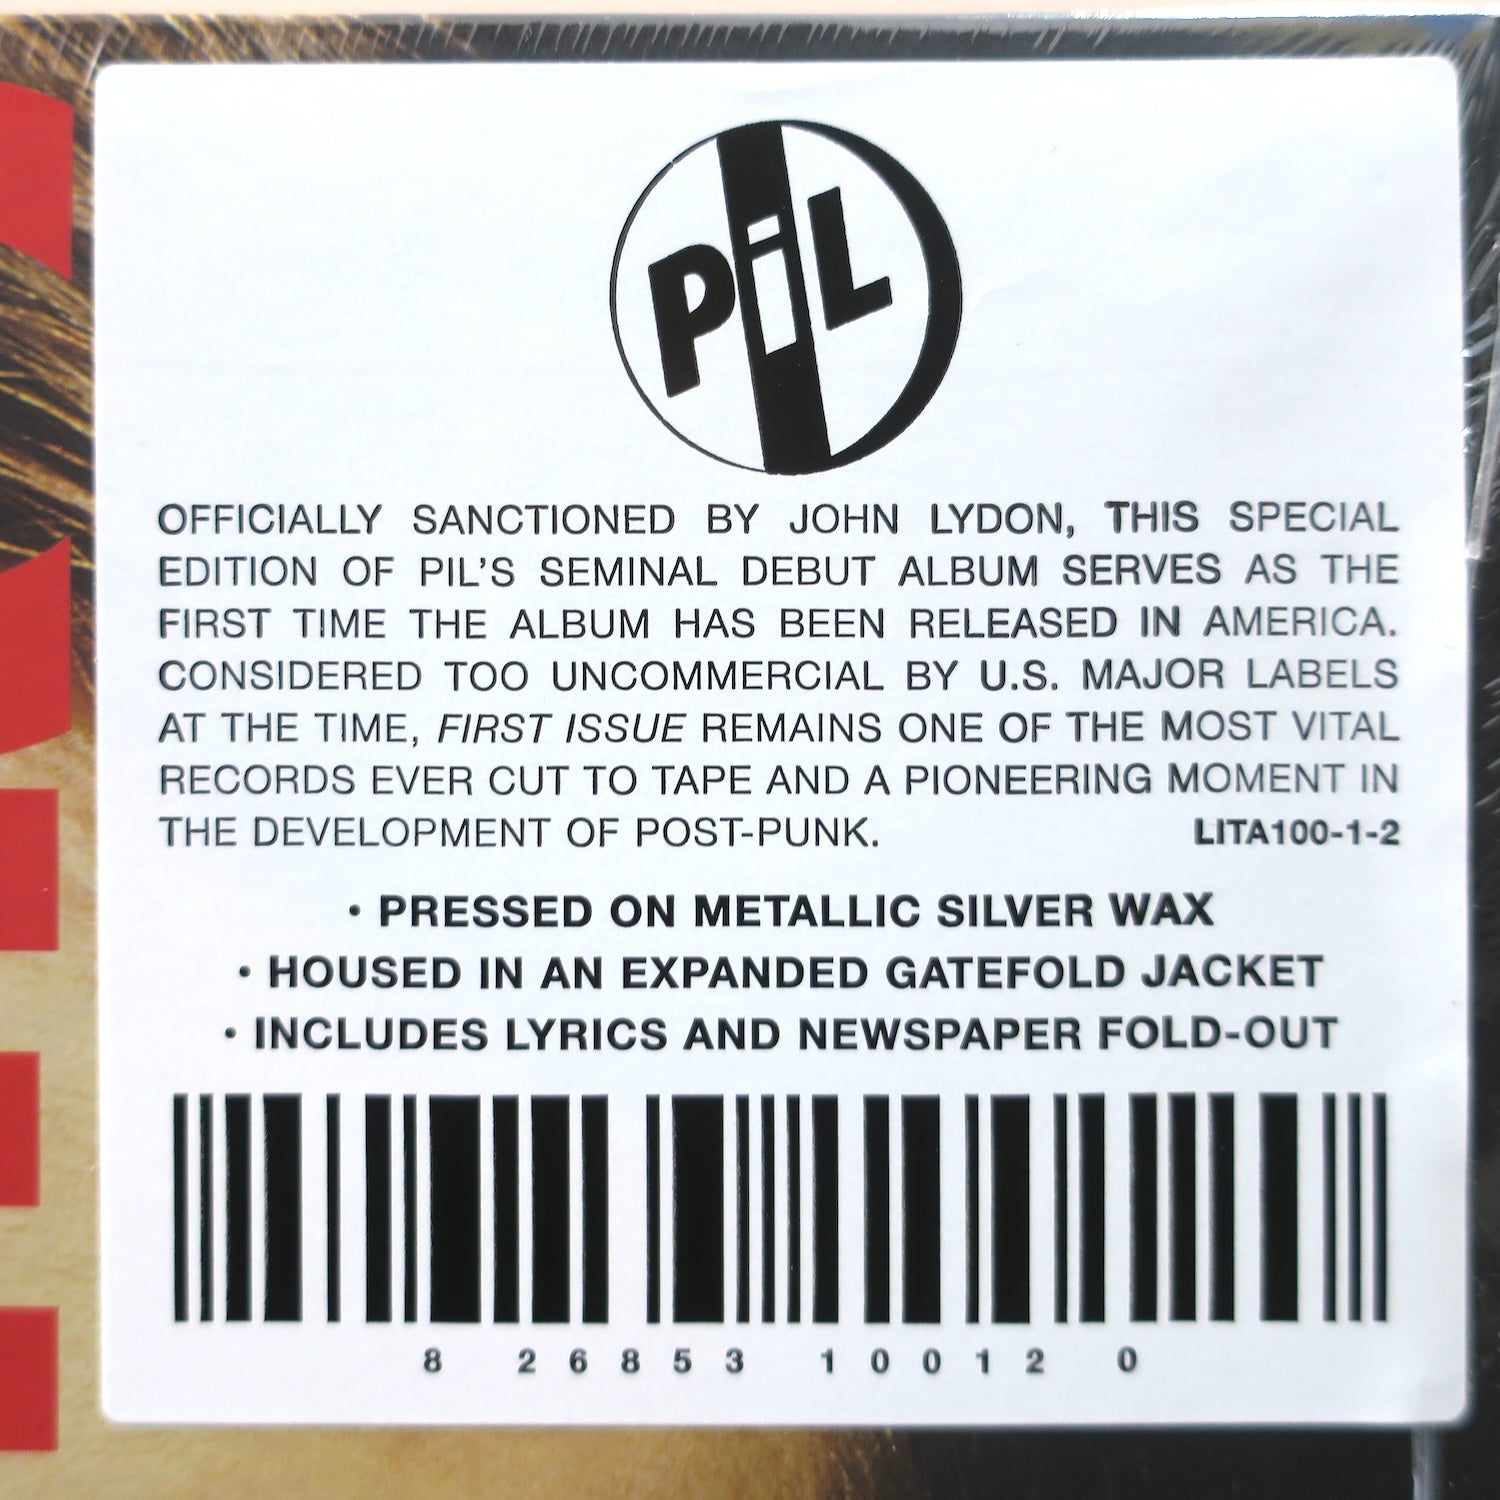 PiL
OFFICIALLY SANCTIONED BY JOHN LYDON, THIS SPECIAL
EDITION OF PIL'S SEMINAL DEBUT ALBUM SERVES AS THE
FIRST TIME THE ALBUM HAS BEEN RELEASED IN AMERICA.
CONSIDERED TOO UNCOMMERCIAL BY U.S. MAJOR LABELS
AT THE TIME, FIRST ISSUE REMAINS ONE OF THE MOST VITAL
RECORDS EVER CUT TO TAPE AND A PIONEERING MOMENT IN
THE DEVELOPMENT OF POST-PUNK. LITA100-1-2
• PRESSED ON METALLIC SILVER WAX
• HOUSED IN AN EXPANDED GATEFOLD JACKET
• INCLUDES LYRICS AND NEWSPAPER FOLD-OUT
8 26853 10012 0